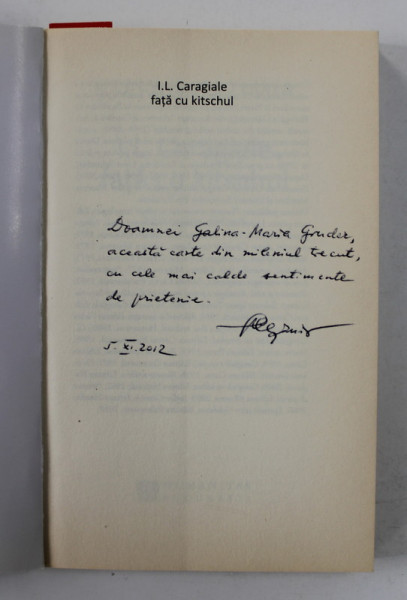 I.L. Caragiale
față cu kitschul
Doamnei Galina-Maria Gruder,
această carte din mileniul trecut,
cu cele mai calde sentimente
de prietenie.
5.XI.2012